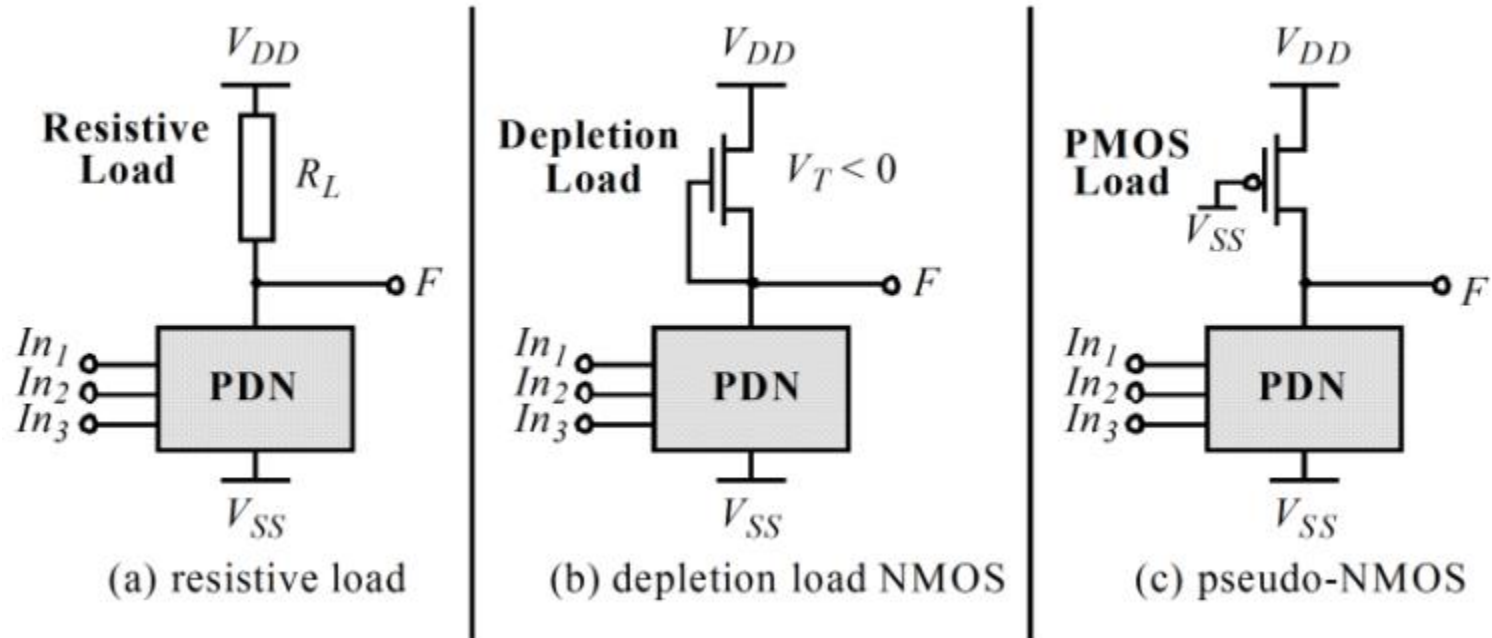 V_DD
Resistive
Load
R_L
F
In_1
In_2
In_3
PDN
V_SS
(a) resistive load
V_DD
Depletion
Load
V_T < 0
F
In_1
In_2
In_3
PDN
V_SS
(b) depletion load NMOS
V_DD
PMOS
Load
V_SS
F
In_1
In_2
In_3
PDN
V_SS
(c) pseudo-NMOS